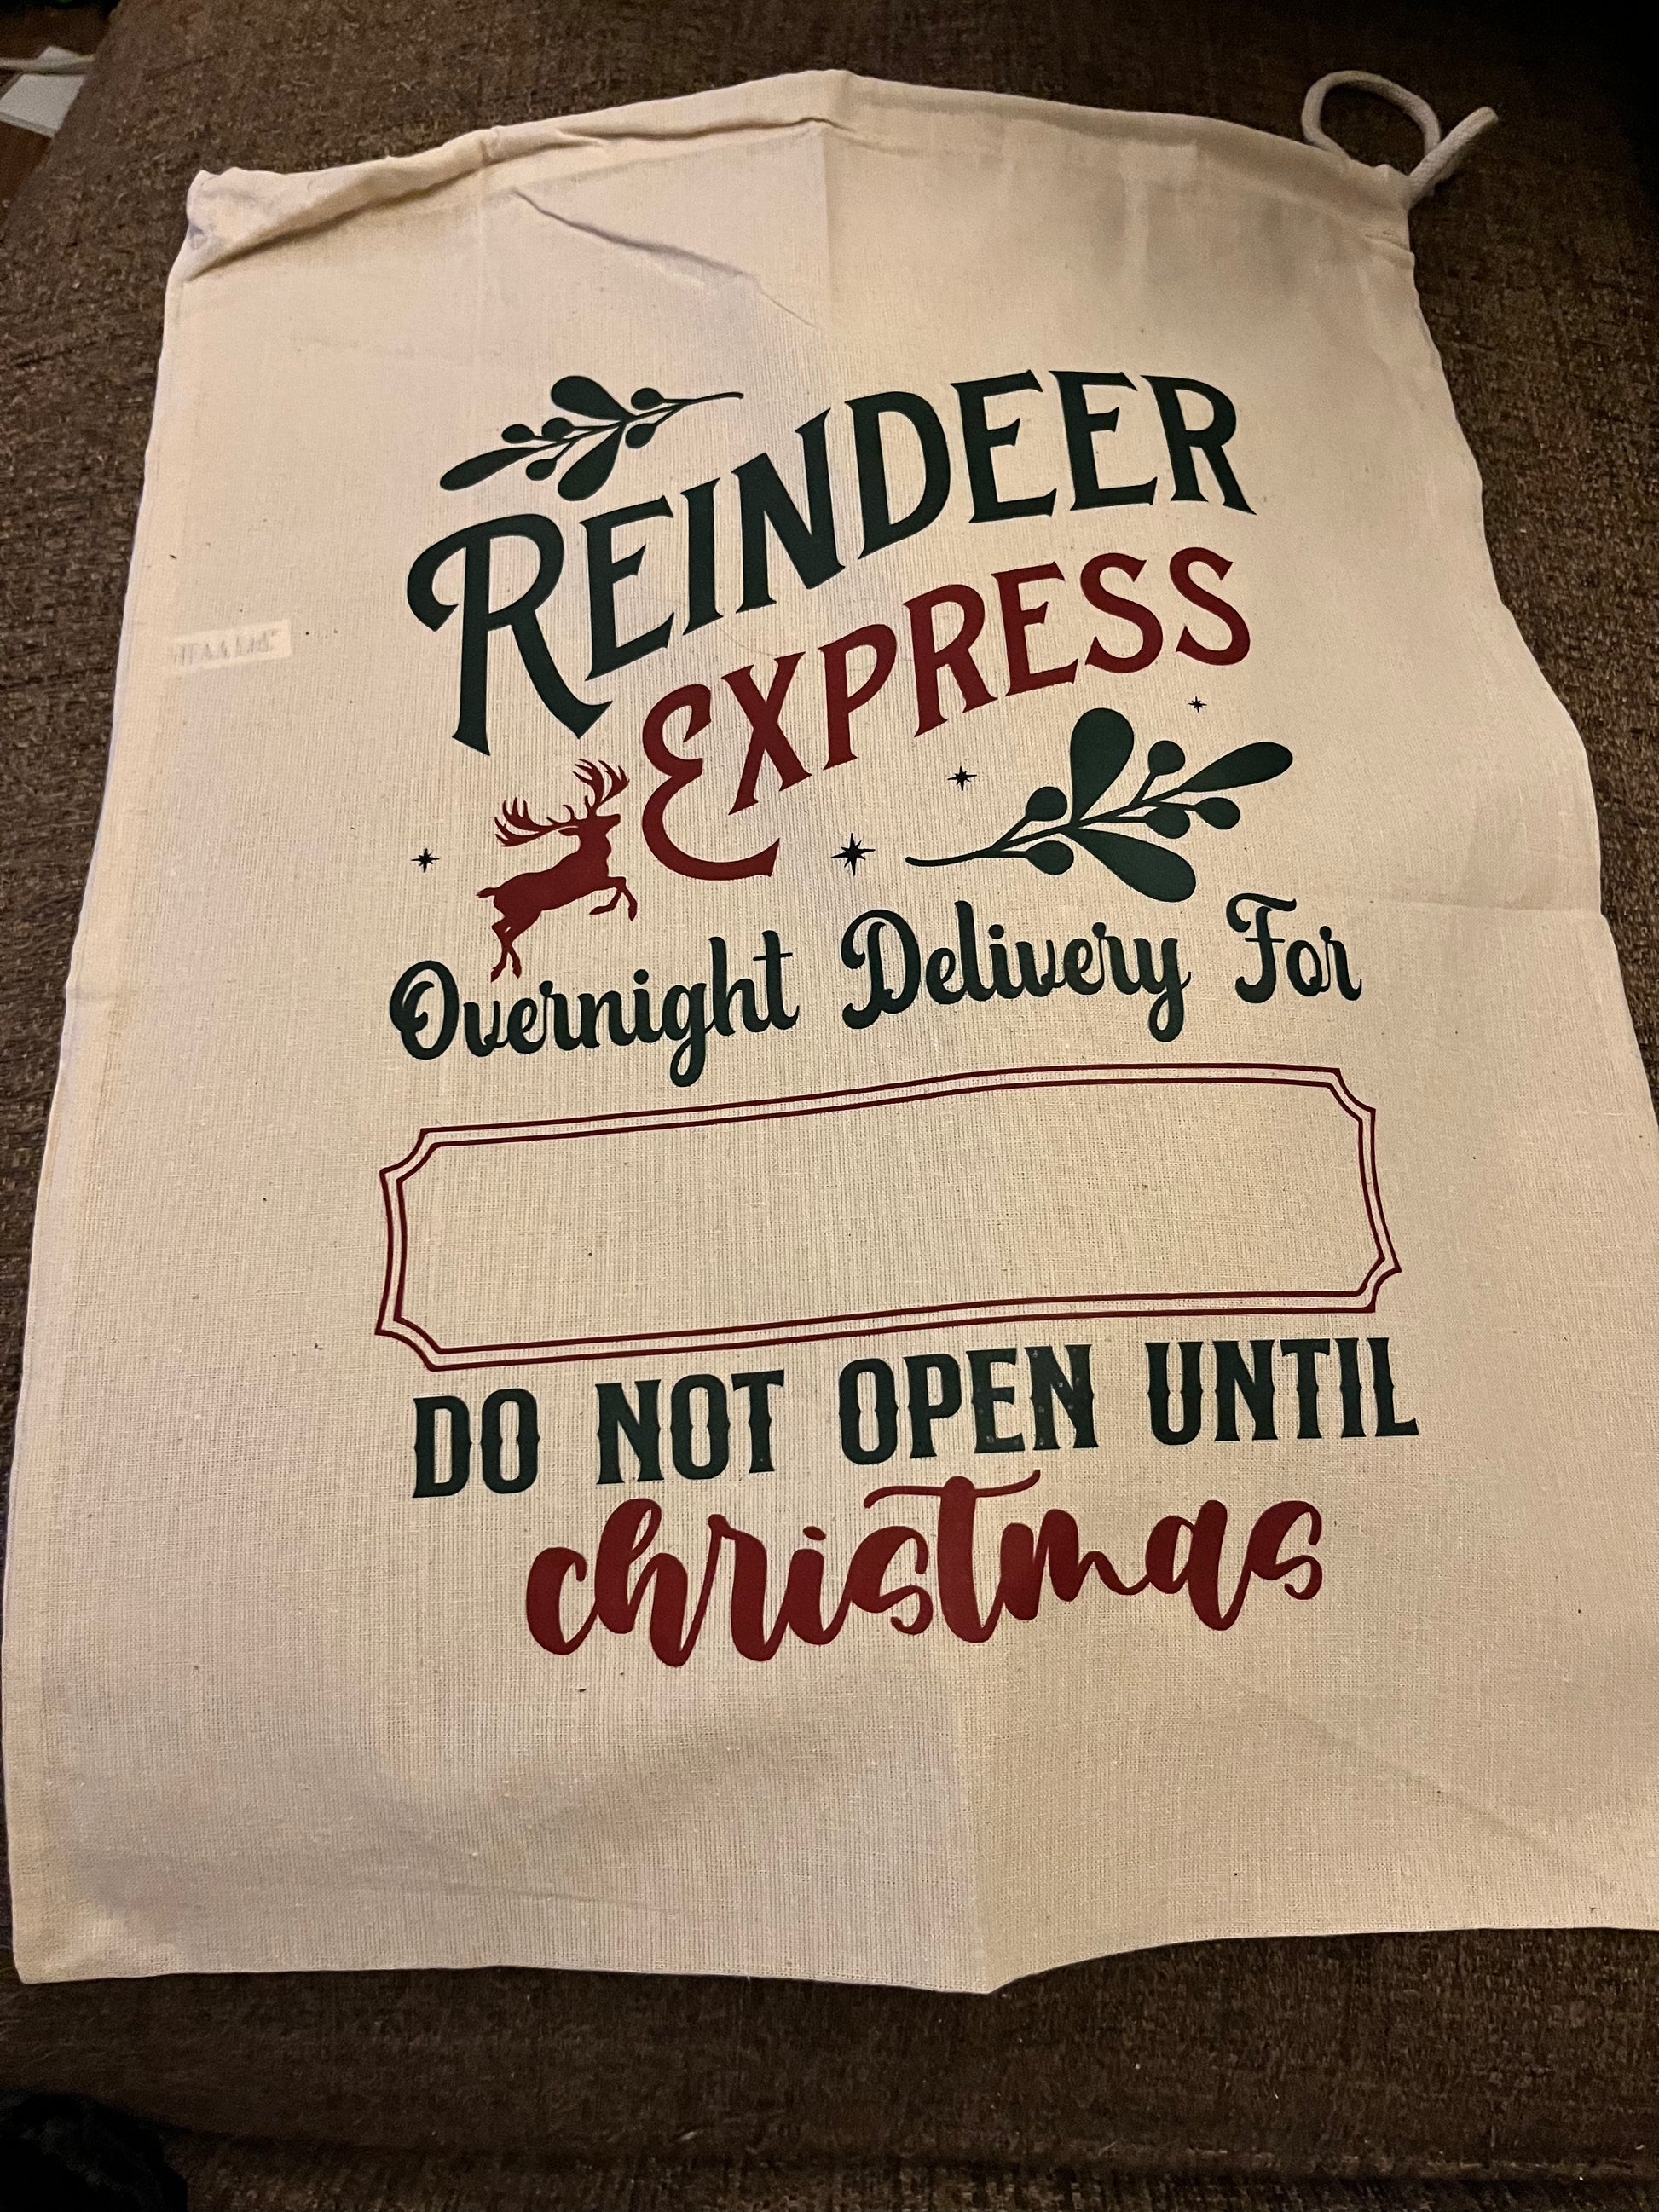 REINDEER
EXPRESS
Overnight Delivery For
DO NOT OPEN UNTIL
christmas